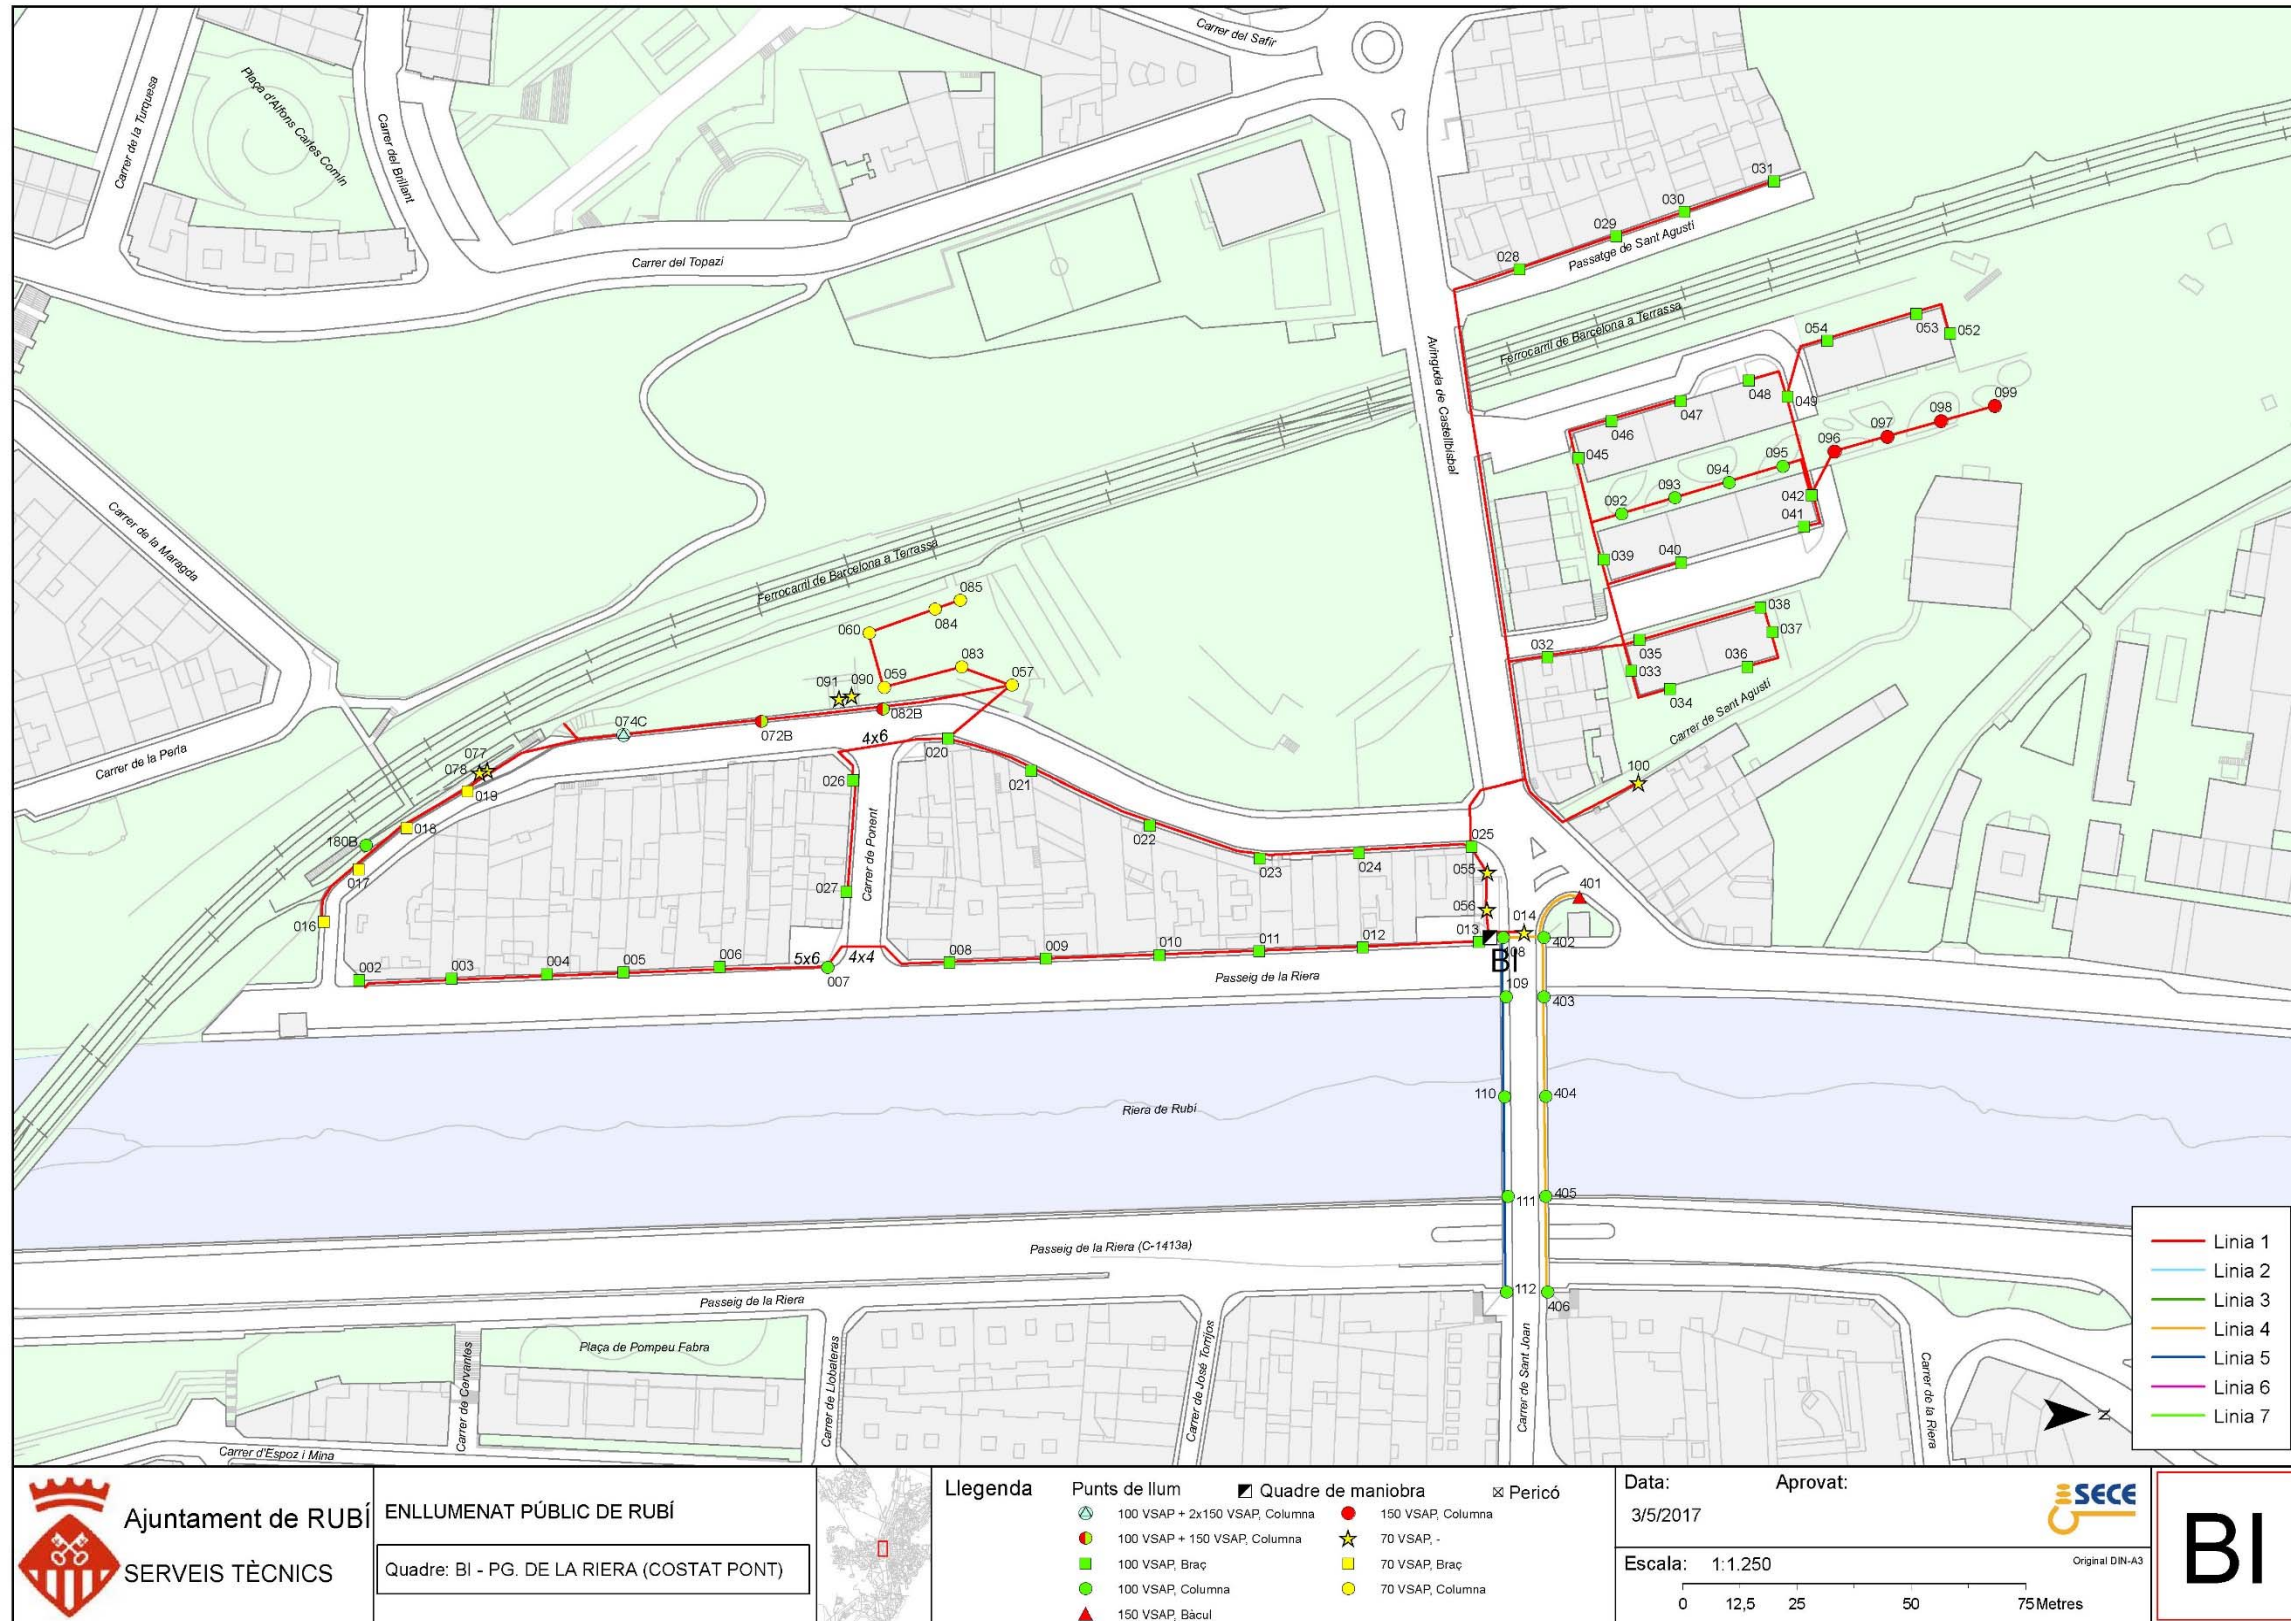 Carrer del Safir
Plaça d'Alfons Carles Comín
Carrer de la Turquesa
Carrer del Brillant
031
030
029
028
Passatge de Sant Agustí
Carrer del Topazi
Ferrocarril de Barcelona a Terrassa
Avinguda de Castellbisbal
054
053
052
048
049
047
046
045
099
098
097
096
095
094
093
092
042
041
040
039
Carrer de la Maragda
Ferrocarril de Barcelona a Terrassa
085
084
060
083
059
057
091
090
082B
072B
074C
038
037
036
035
032
033
034
Carrer de Sant Agustí
Carrer de la Perla
077
078
019
018
180B
017
016
4x6
020
026
021
027
Carrer de Ponent
022
023
024
025
055
056
100
401
014
402
013
108
BI
002
003
004
005
006
5x6
4x4
007
008
009
010
011
012
Passeig de la Riera
109
403
110
404
Riera de Rubí
111
405
Passeig de la Riera (C-1413a)
112
406
Passeig de la Riera
Plaça de Pompeu Fabra
Carrer de Cervantes
Carrer de Llobateras
Carrer de José Torrijos
Carrer de Sant Joan
Carrer de la Riera
Carrer d'Espoz i Mina
Linia 1
Linia 2
Linia 3
Linia 4
Linia 5
Linia 6
Linia 7
N
Ajuntament de RUBÍ
SERVEIS TÈCNICS
ENLLUMENAT PÚBLIC DE RUBÍ
Quadre: BI - PG. DE LA RIERA (COSTAT PONT)
Llegenda
Punts de llum
Quadre de maniobra
Pericó
100 VSAP + 2x150 VSAP, Columna
100 VSAP + 150 VSAP, Columna
100 VSAP, Braç
100 VSAP, Columna
150 VSAP, Bàcul
150 VSAP, Columna
70 VSAP, -
70 VSAP, Braç
70 VSAP, Columna
Data:
Aprovat:
3/5/2017
SECE
Escala: 1:1.250
Original DIN-A3
0 12,5 25 50 75 Metres
BI